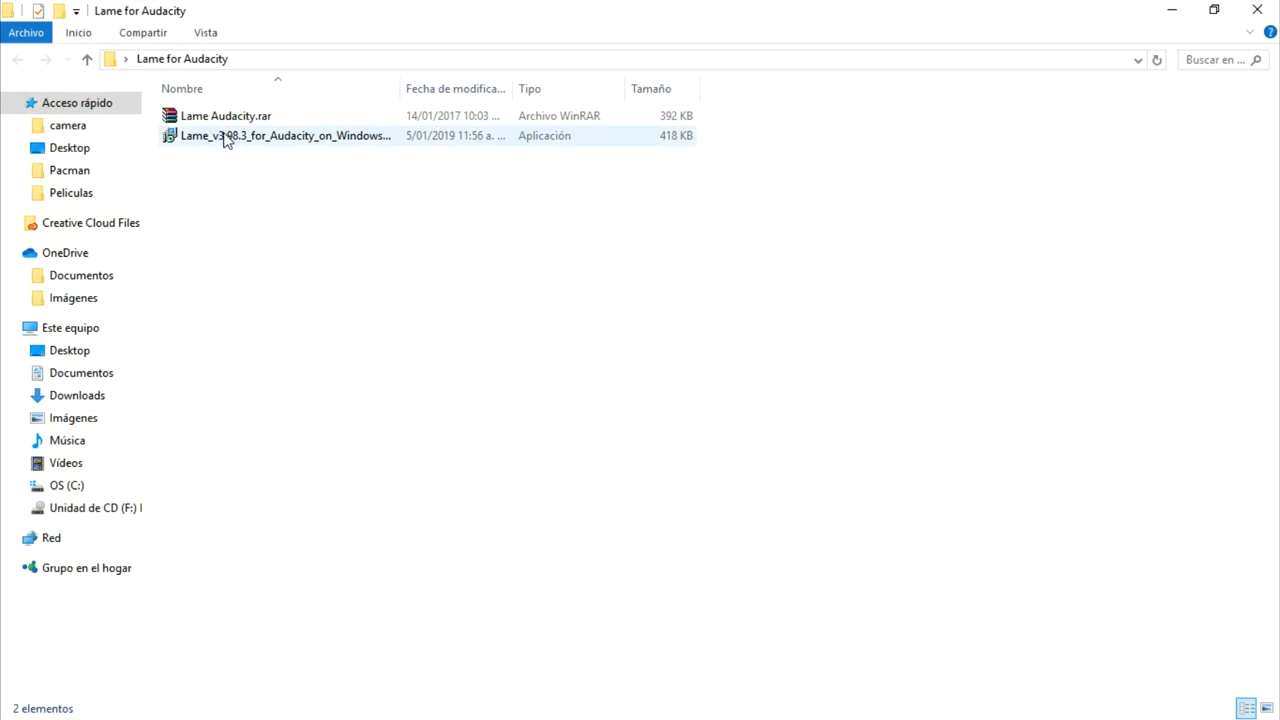 Lame for Audacity
Archivo Inicio Compartir Vista
Lame for Audacity Buscar en ...
Nombre Fecha de modifica... Tipo Tamaño
Acceso rápido
camera
Desktop
Pacman
Peliculas
Creative Cloud Files
OneDrive
Documentos
Imágenes
Este equipo
Desktop
Documentos
Downloads
Imágenes
Música
Vídeos
OS (C:)
Unidad de CD (F:) I
Red
Grupo en el hogar
Lame Audacity.rar 14/01/2017 10:03 ... Archivo WinRAR 392 KB
Lame_v3.98.3_for_Audacity_on_Windows... 5/01/2019 11:56 a. ... Aplicación 418 KB
2 elementos